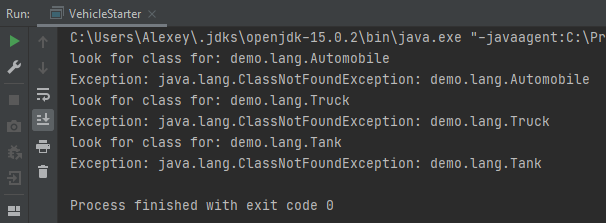 Run: VehicleStarter
C:\Users\Alexey\.jdks\openjdk-15.0.2\bin\java.exe "-javaagent:C:\Pr
look for class for: demo.lang.Automobile
Exception: java.lang.ClassNotFoundException: demo.lang.Automobile
look for class for: demo.lang.Truck
Exception: java.lang.ClassNotFoundException: demo.lang.Truck
look for class for: demo.lang.Tank
Exception: java.lang.ClassNotFoundException: demo.lang.Tank
Process finished with exit code 0